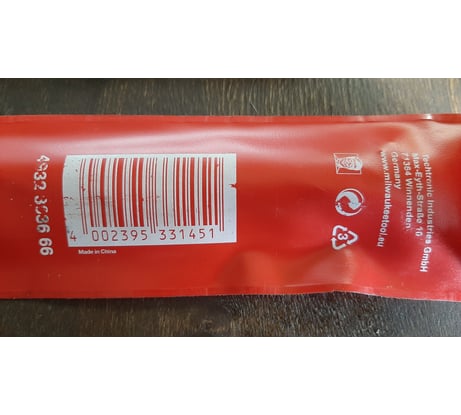 4932 66
4 002395 331451
Made in China
Techtronic Industries GmbH
Max-Eyth-Straße 10
71364 Winnenden,
Germany
www.milwaukeetool.eu
3